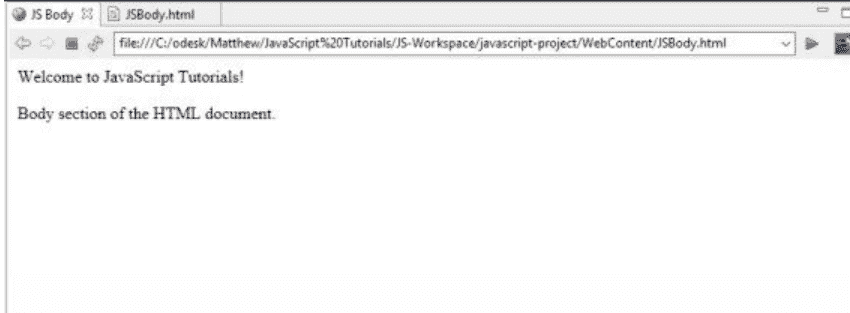 JS Body JSBody.html
file:///C:/odesk/Matthew/JavaScript%20Tutorials/JS-Workspace/javascript-project/WebContent/JSBody.html
Welcome to JavaScript Tutorials!
Body section of the HTML document.